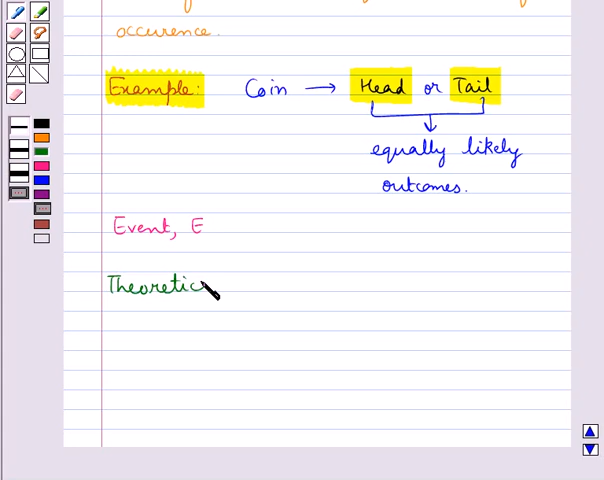 occurence.
Example: Coin → Head or Tail
equally likely
outcomes.
Event, E
Theoretic